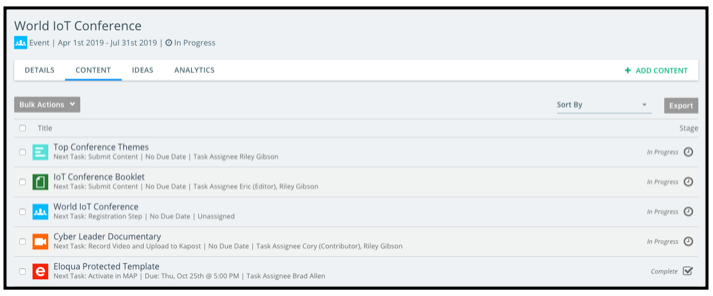 World IoT Conference
Event | Apr 1st 2019 - Jul 31st 2019 | In Progress
DETAILS CONTENT IDEAS ANALYTICS + ADD CONTENT
Bulk Actions Sort By Export
Title Stage
Top Conference Themes
Next Task: Submit Content | No Due Date | Task Assignee Riley Gibson In Progress
IoT Conference Booklet
Next Task: Submit Content | No Due Date | Task Assignee Eric (Editor), Riley Gibson In Progress
World IoT Conference
Next Task: Registration Step | No Due Date | Unassigned In Progress
Cyber Leader Documentary
Next Task: Record Video and Upload to Kapost | No Due Date | Task Assignee Cory (Contributor), Riley Gibson In Progress
e Eloqua Protected Template
Next Task: Activate in MAP | Due: Thu, Oct 25th @ 5:00 PM | Task Assignee Brad Allen Complete